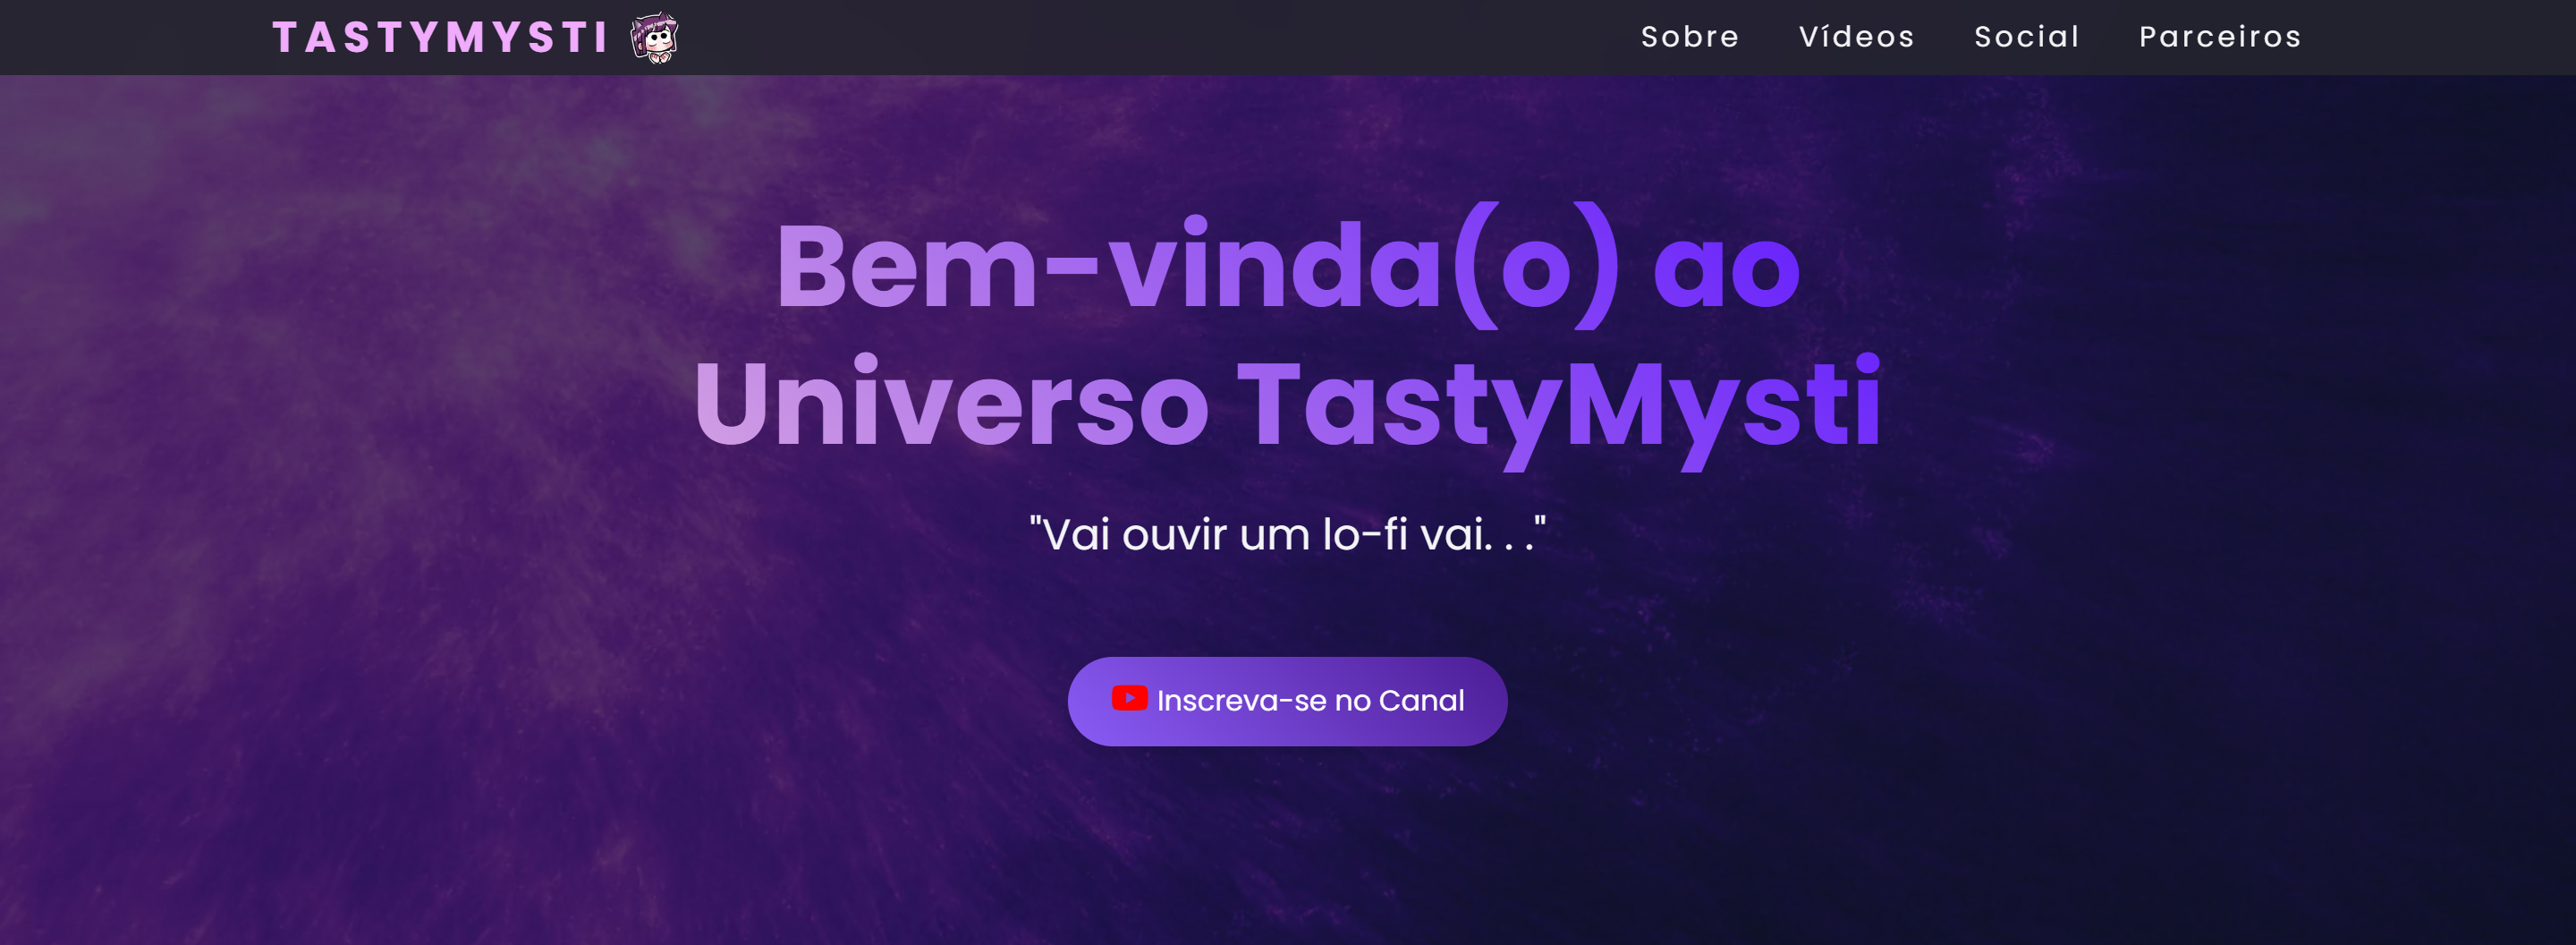 TASTYMYSTI
Sobre Vídeos Social Parceiros
Bem-vinda(o) ao
Universo TastyMysti
"Vai ouvir um lo-fi vai. . ."
Inscreva-se no Canal